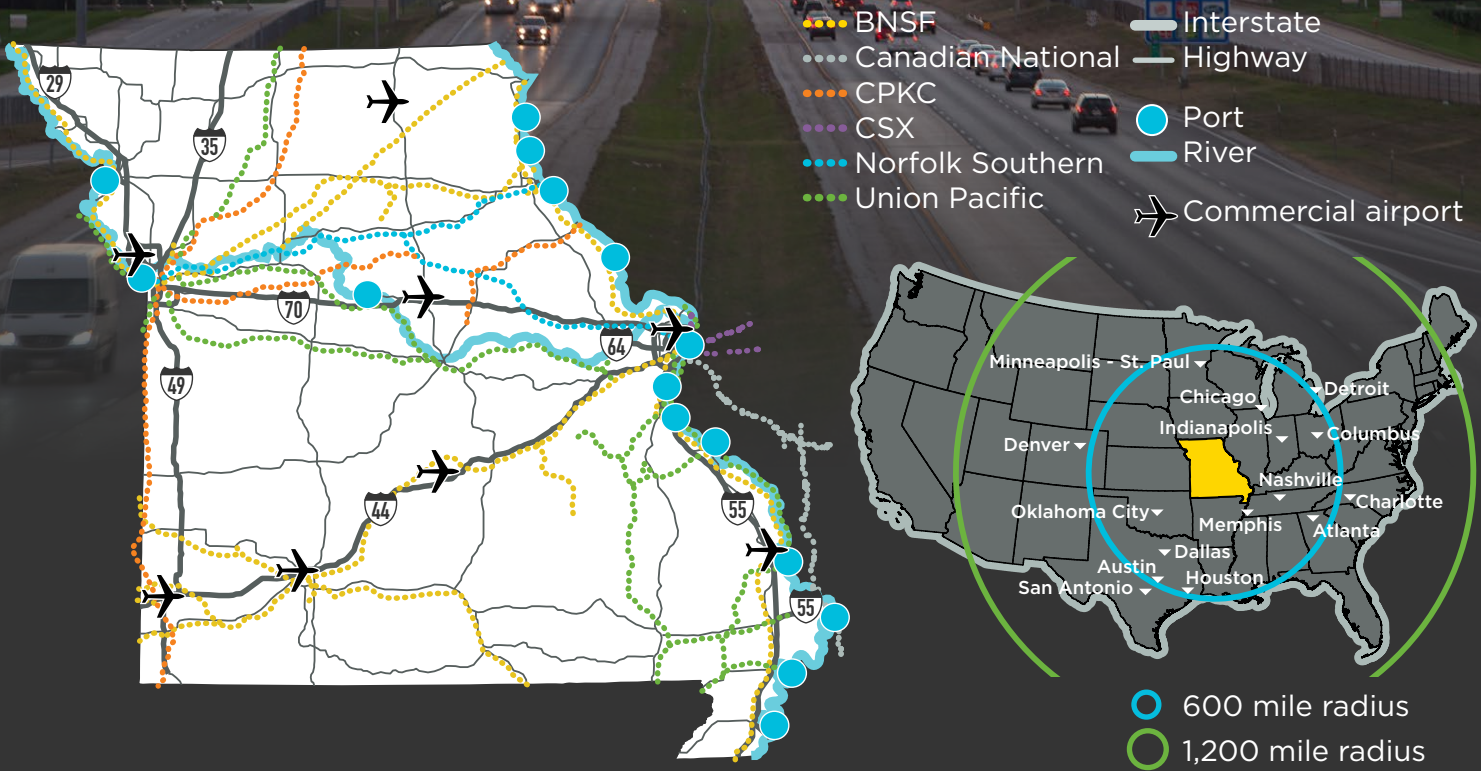 BNSF
Canadian National
CPKC
CSX
Norfolk Southern
Union Pacific
Interstate
Highway
Port
River
Commercial airport
29
35
70
64
49
44
55
55
Minneapolis - St. Paul
Detroit
Chicago
Indianapolis
Columbus
Denver
Nashville
Charlotte
Oklahoma City
Memphis
Atlanta
Dallas
Austin
Houston
San Antonio
600 mile radius
1,200 mile radius